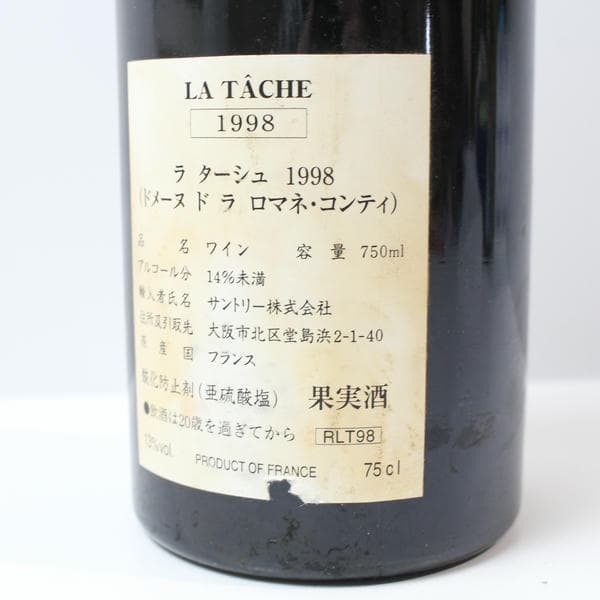 LA TÂCHE
1998
ラ ターシュ 1998
(ドメーヌ ド ラ ロマネ・コンティ)
品 名 ワイン 容 量 750ml
アルコール分 14%未満
輸入者氏名 サントリー株式会社
住所及引取先 大阪市北区堂島浜2-1-40
原 産 国 フランス
酸化防止剤(亜硫酸塩) 果実酒
●飲酒は20歳を過ぎてから RLT98
13%vol. PRODUCT OF FRANCE 75cl